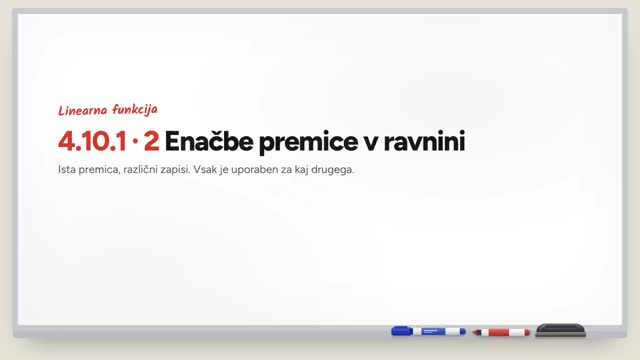 Linearna funkcija
4.10.1 · 2 Enačbe premice v ravnini
Ista premica, različni zapisi. Vsak je uporaben za kaj drugega.